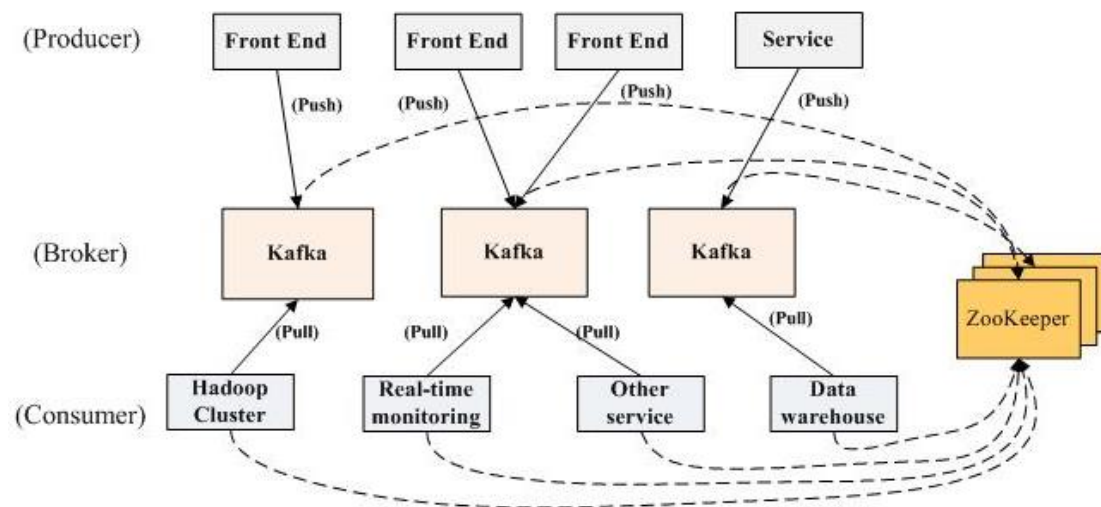 (Producer)
Front End
Front End
Front End
Service
(Push)
(Push)
(Push)
(Push)
(Broker)
Kafka
Kafka
Kafka
ZooKeeper
(Pull)
(Pull)
(Pull)
(Pull)
(Consumer)
Hadoop
Cluster
Real-time
monitoring
Other
service
Data
warehouse